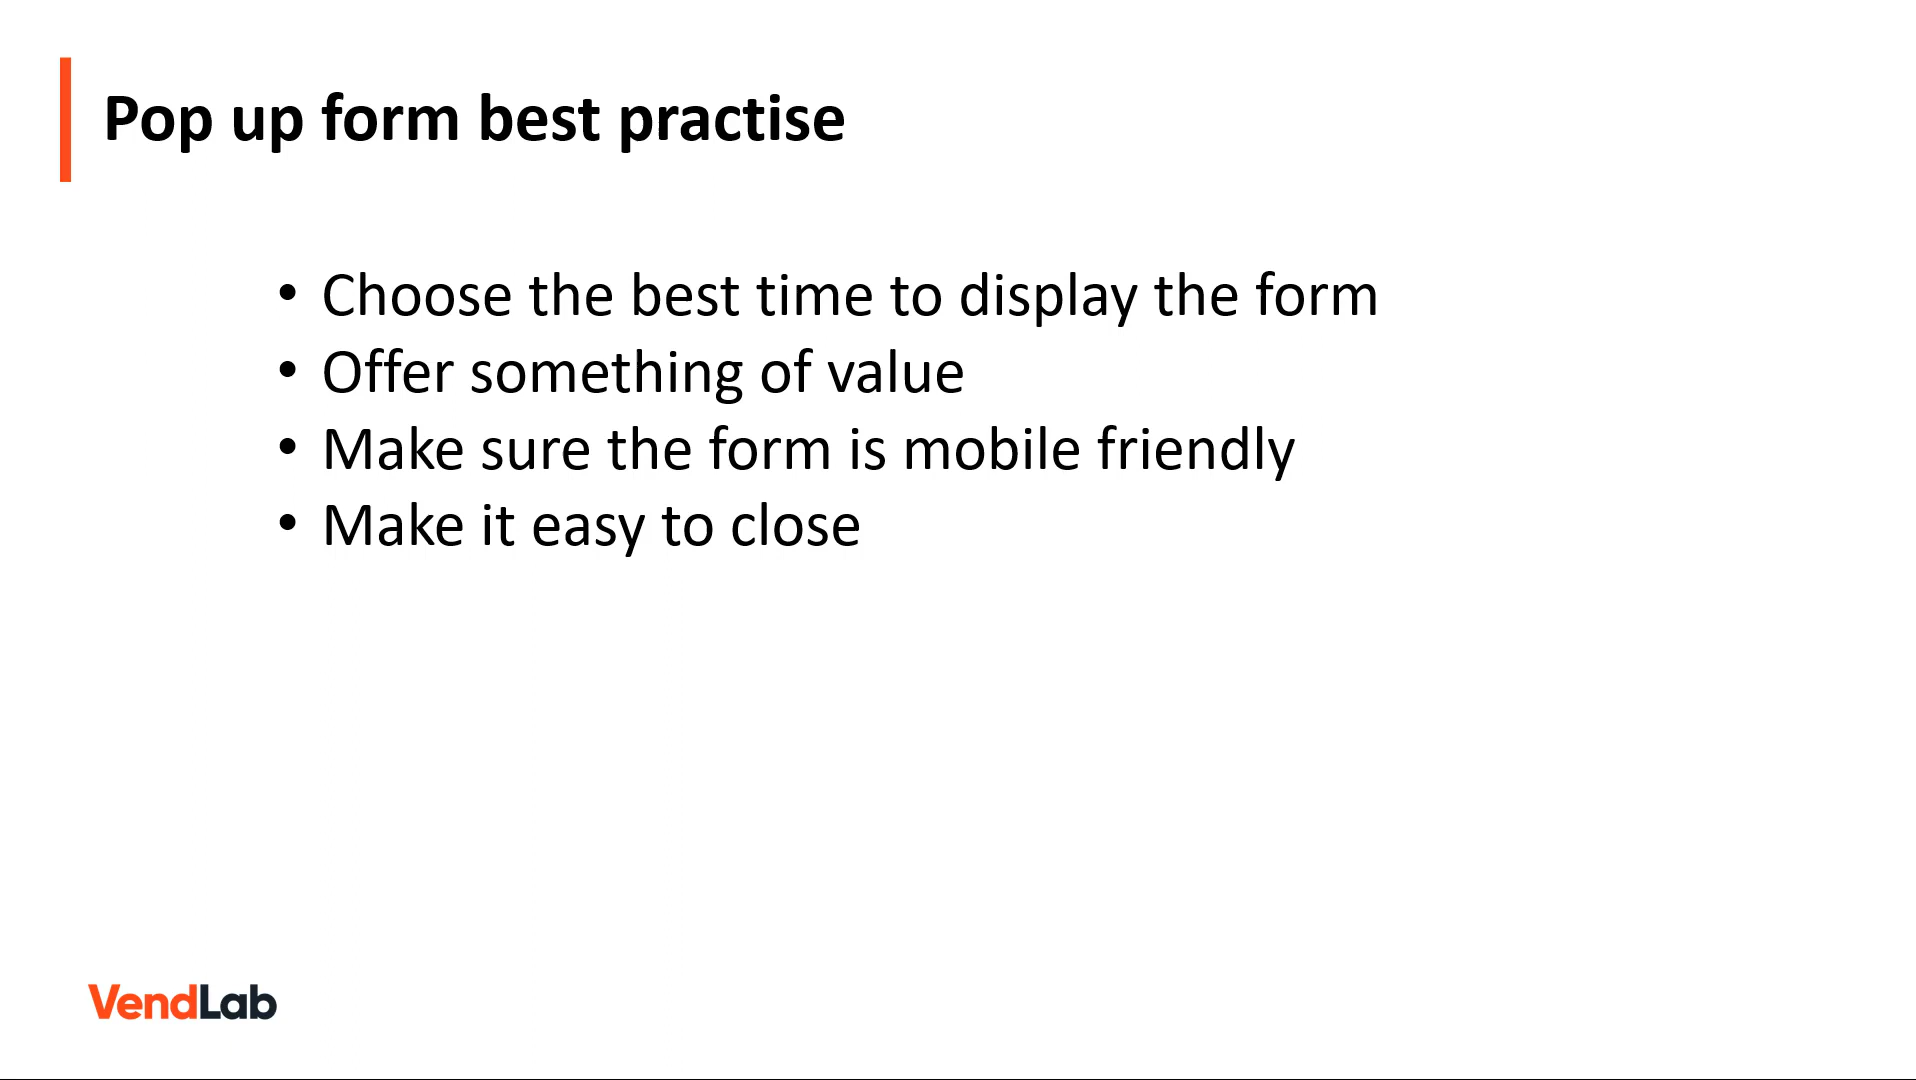 Pop up form best practise
• Choose the best time to display the form
• Offer something of value
• Make sure the form is mobile friendly
• Make it easy to close
VendLab